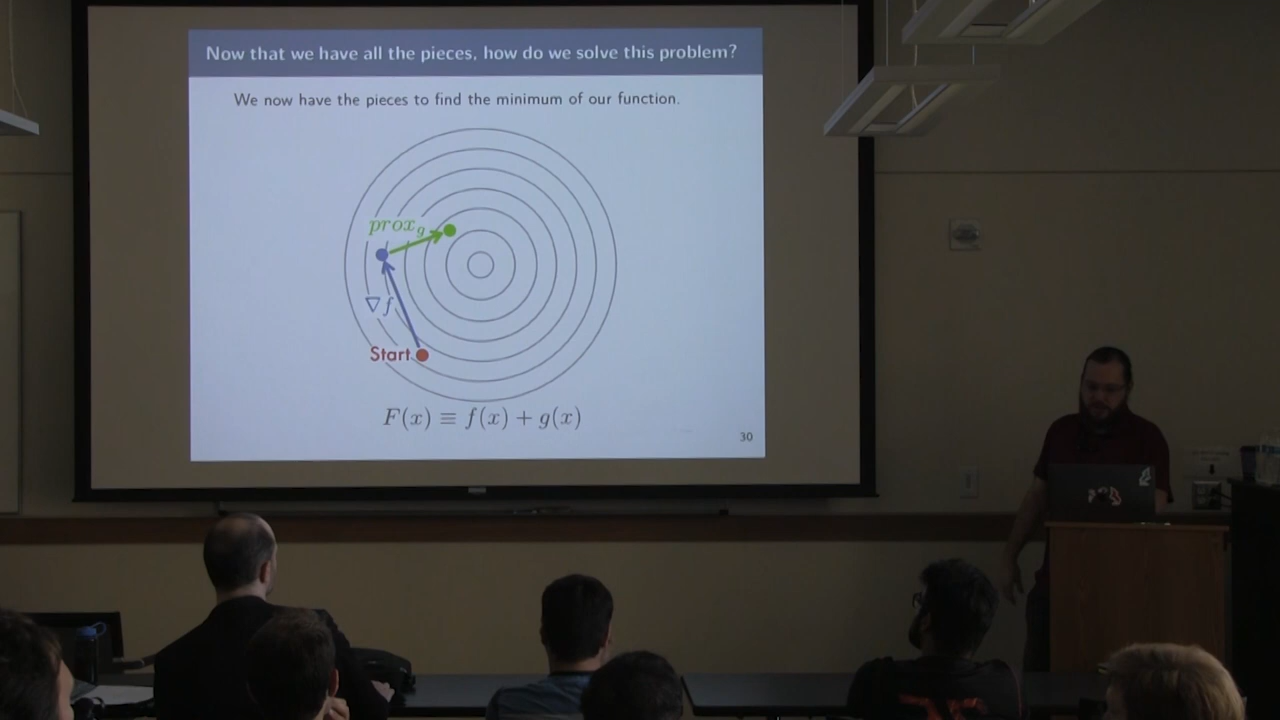 Now that we have all the pieces, how do we solve this problem?
We now have the pieces to find the minimum of our function.
prox_g
∇f
Start
F(x) ≡ f(x) + g(x)
30